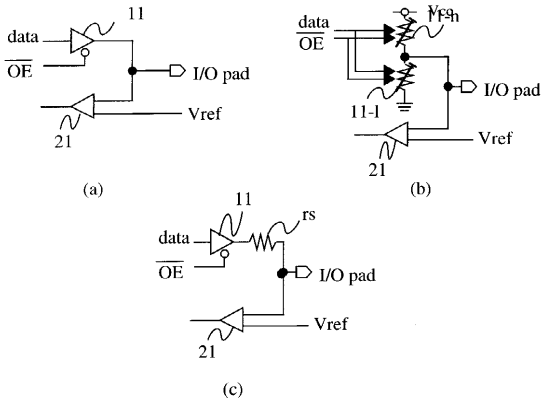 11
data
OE
I/O pad
Vref
21
(a)
Vcc
11-h
data
OE
I/O pad
11-l
Vref
21
(b)
11
rs
data
OE
I/O pad
Vref
21
(c)